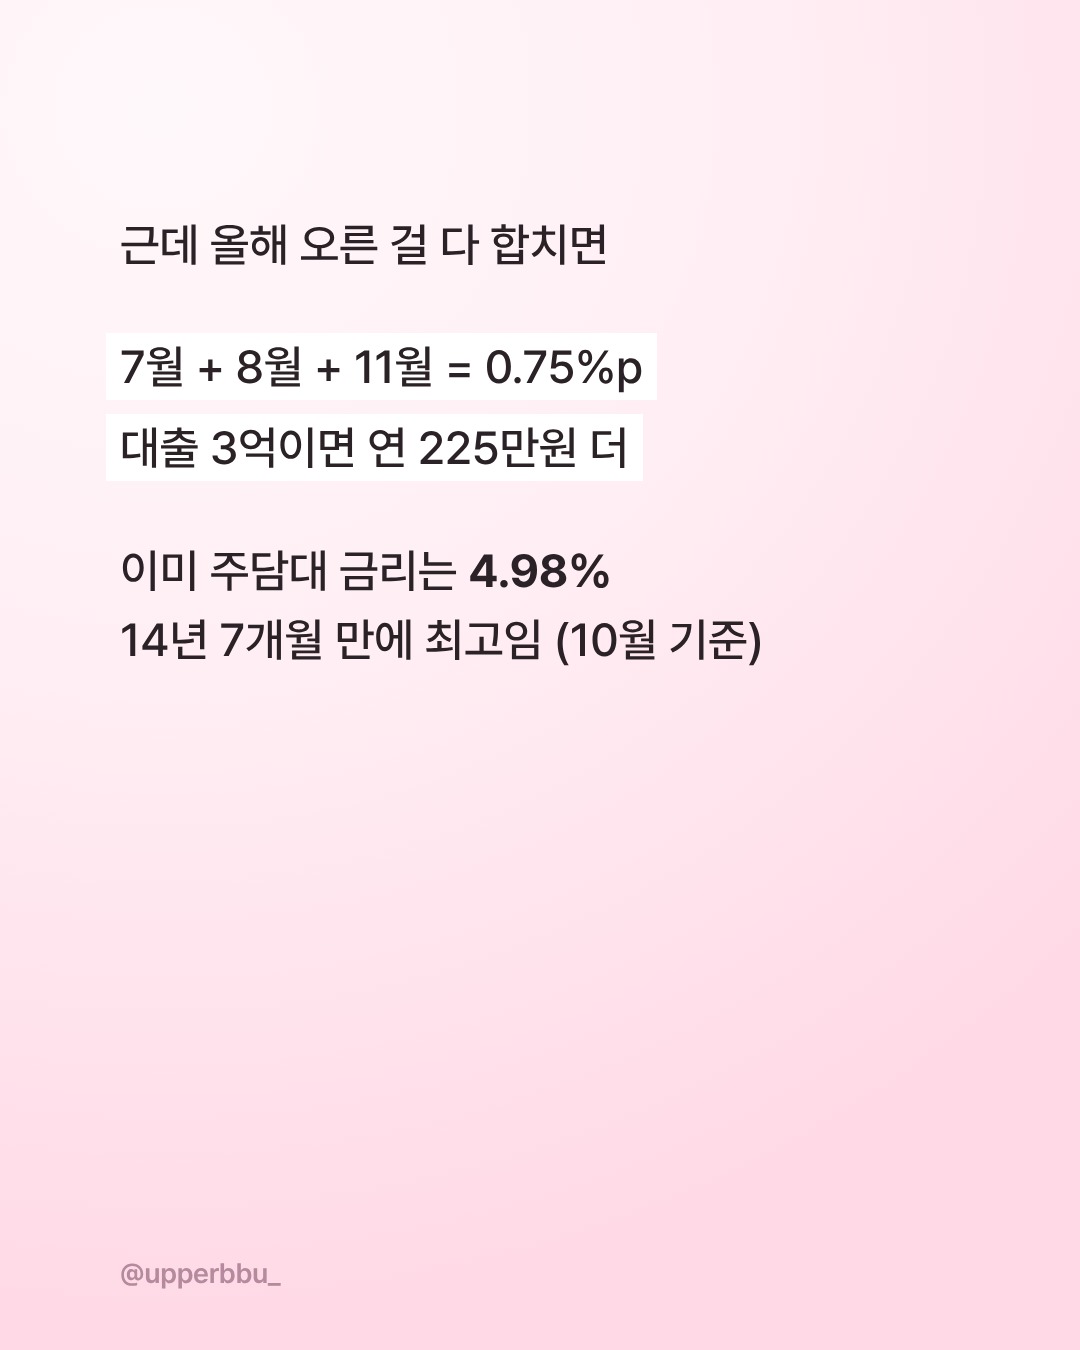 근데 올해 오른 걸 다 합치면
7월 + 8월 + 11월 = 0.75%p
대출 3억이면 연 225만원 더
이미 주담대 금리는 4.98%
14년 7개월 만에 최고임 (10월 기준)
@upperbbu_